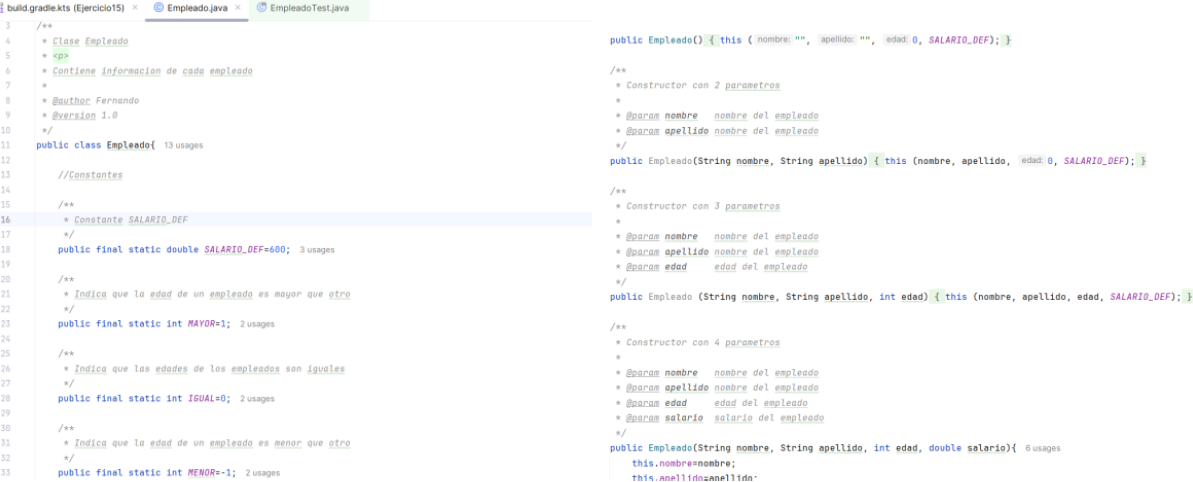 build.gradle.kts (Ejercicio15) × Empleado.java × EmpleadoTest.java
3 /**
4 * Clase Empleado
5 * <p>
6 * Contiene informacion de cada empleado
7 *
8 * @author Fernando
9 * @version 1.0
10 */
11 public class Empleado{ 13 usages
12
13 //Constantes
14
15 /**
16 * Constante SALARIO_DEF
17 */
18 public final static double SALARIO_DEF=600; 3 usages
19
20 /**
21 * Indica que la edad de un empleado es mayor que otro
22 */
23 public final static int MAYOR=1; 2 usages
24
25 /**
26 * Indica que las edades de los empleados son iguales
27 */
28 public final static int IGUAL=0; 2 usages
29
30 /**
31 * Indica que la edad de un empleado es menor que otro
32 */
33 public final static int MENOR=-1; 2 usages
public Empleado() { this ( nombre: "", apellido: "", edad: 0, SALARIO_DEF); }
/**
* Constructor con 2 parametros
*
* @param nombre nombre del empleado
* @param apellido nombre del empleado
*/
public Empleado(String nombre, String apellido) { this (nombre, apellido, edad: 0, SALARIO_DEF); }
/**
* Constructor con 3 parametros
*
* @param nombre nombre del empleado
* @param apellido nombre del empleado
* @param edad edad del empleado
*/
public Empleado (String nombre, String apellido, int edad) { this (nombre, apellido, edad, SALARIO_DEF); }
/**
* Constructor con 4 parametros
*
* @param nombre nombre del empleado
* @param apellido nombre del empleado
* @param edad edad del empleado
* @param salario salario del empleado
*/
public Empleado(String nombre, String apellido, int edad, double salario){ 6 usages
this.nombre=nombre;
this.apellido=apellido;